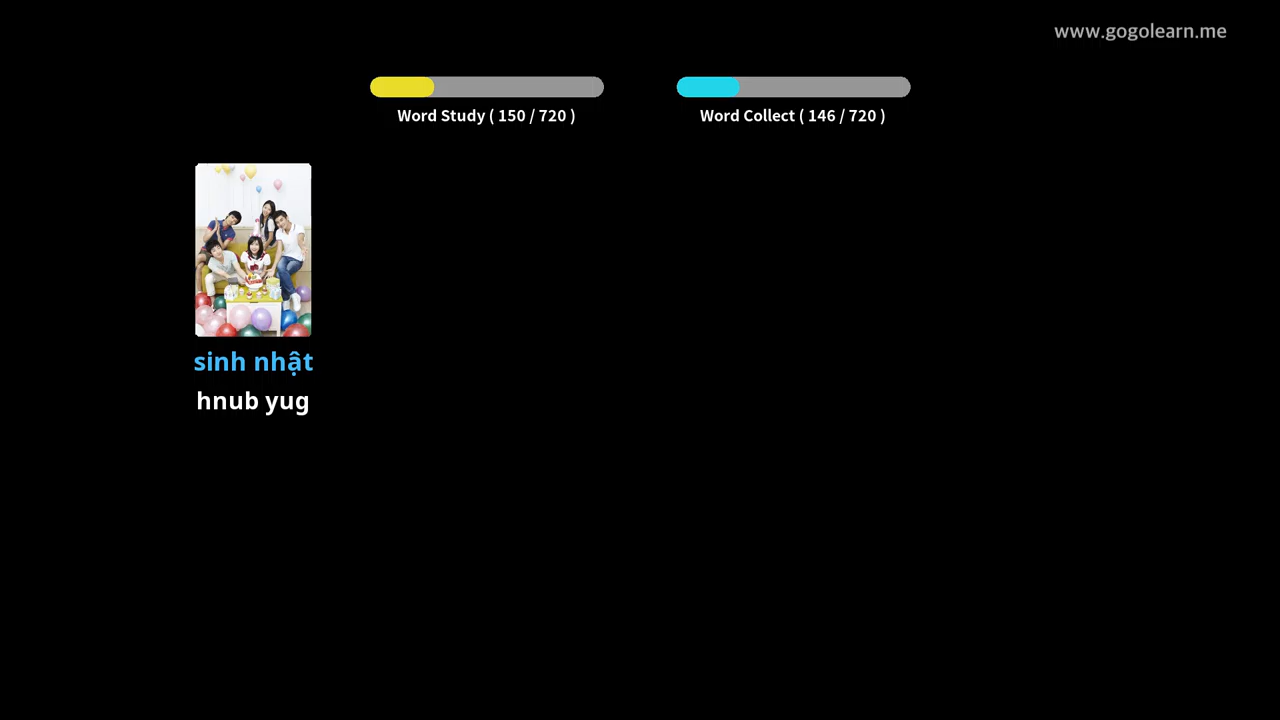 www.gogolearn.me
Word Study ( 150 / 720 )
Word Collect ( 146 / 720 )
sinh nhật
hnub yug